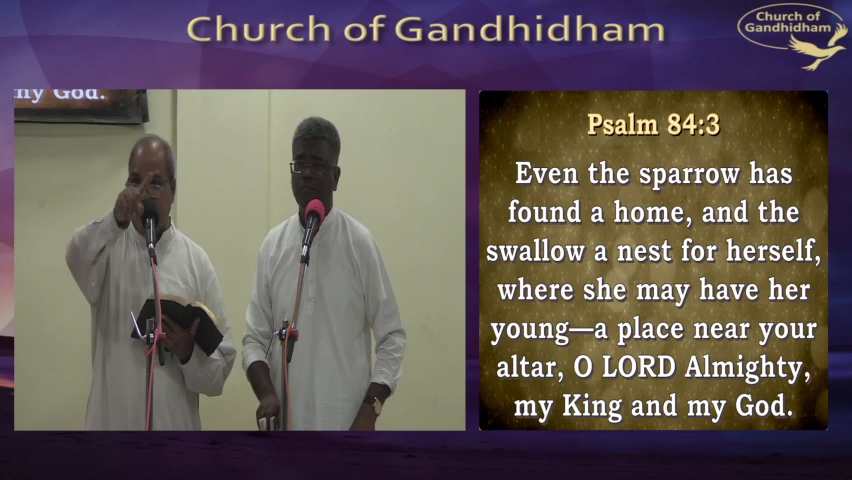 Church of Gandhidham
Church of
Gandhidham
my God.
Psalm 84:3
Even the sparrow has
found a home, and the
swallow a nest for herself,
where she may have her
young—a place near your
altar, O LORD Almighty,
my King and my God.